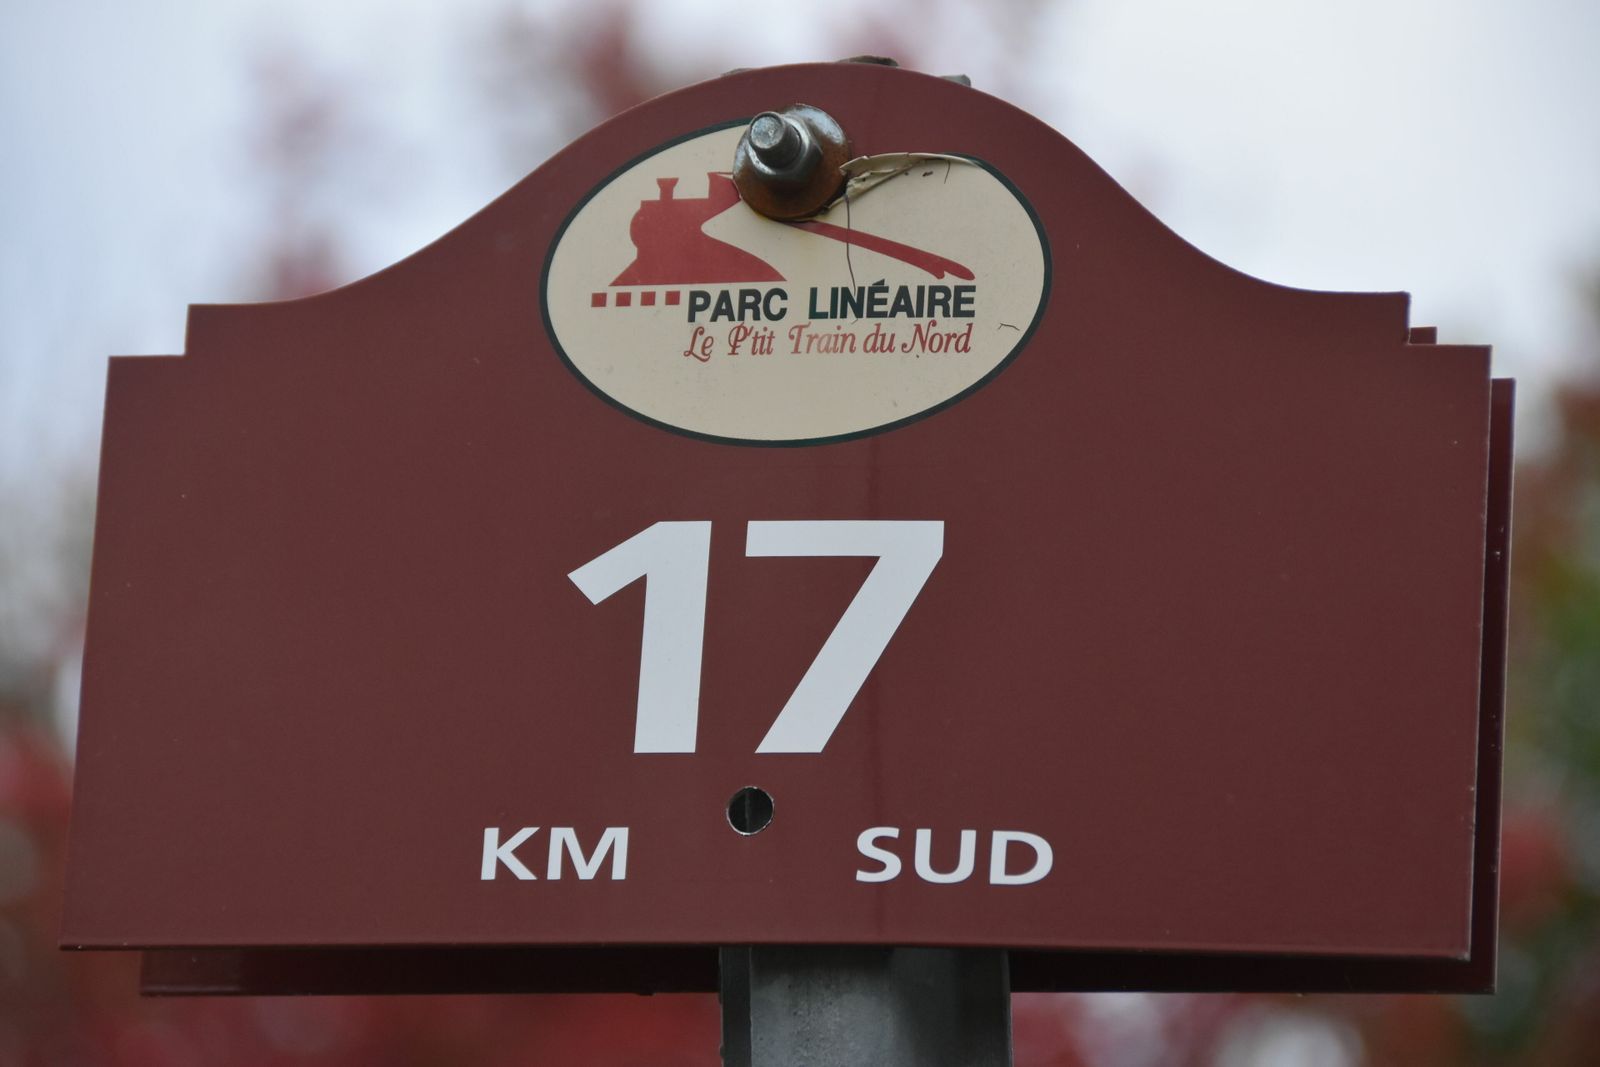 PARC LINÉAIRE
Le P'tit Train du Nord
17
KM SUD